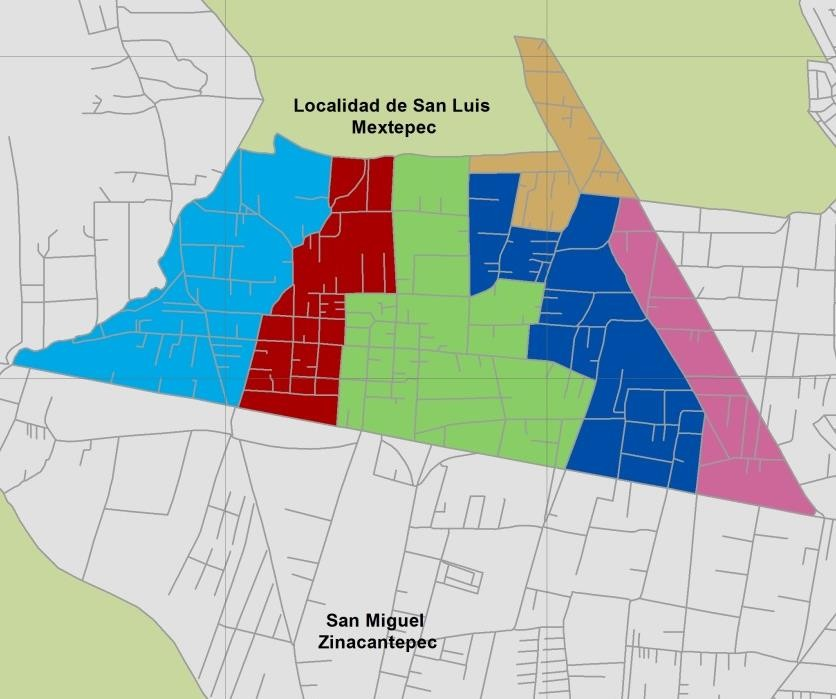 Localidad de San Luis
Mextepec
San Miguel
Zinacantepec